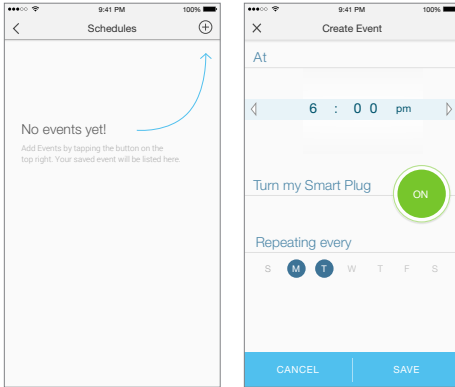 9:41 PM 100%
Schedules
No events yet!
Add Events by tapping the button on the
top right. Your saved event will be listed here.
9:41 PM 100%
Create Event
At
6 : 0 0 pm
Turn my Smart Plug
ON
Repeating every
S M T W T F S
CANCEL SAVE